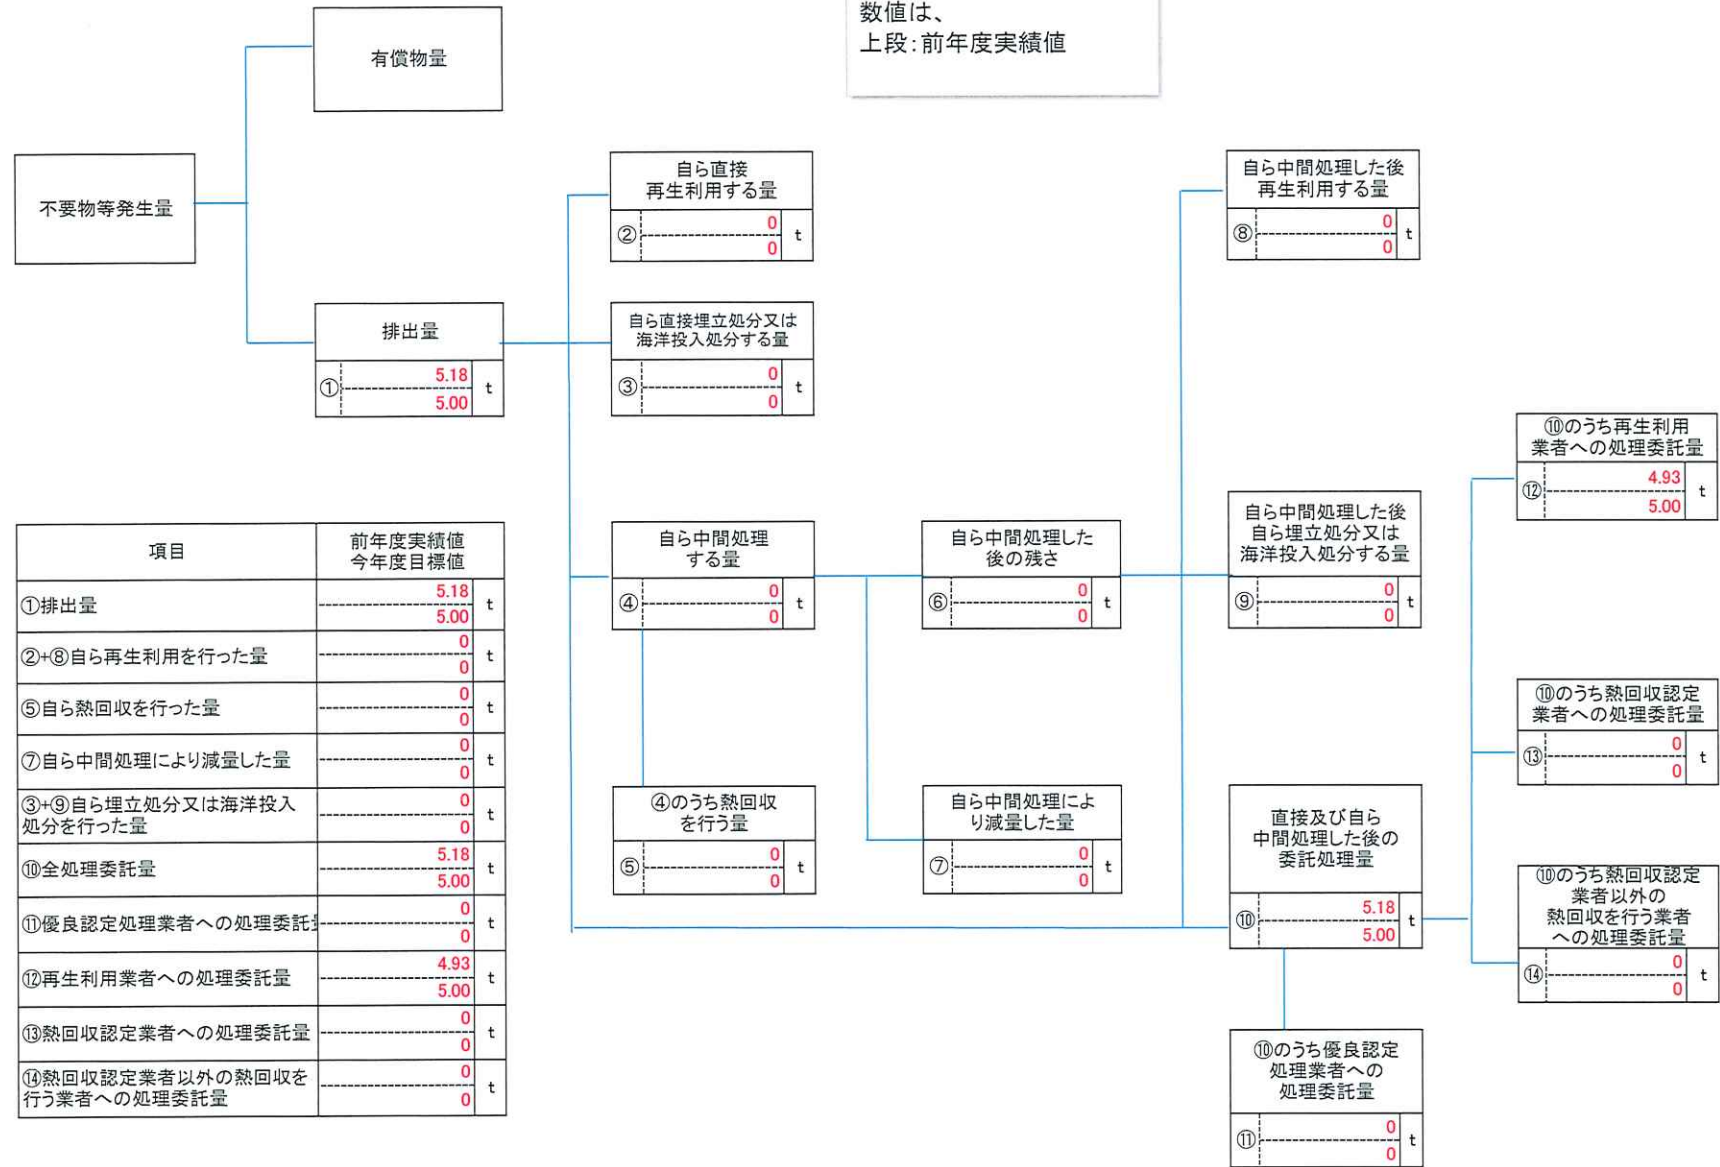 数値は、
上段:前年度実績値
有償物量
不要物等発生量
排出量
①
5.18
5.00
t
自ら直接
再生利用する量
②
0
0
t
自ら直接埋立処分又は
海洋投入処分する量
③
0
0
t
自ら中間処理
する量
④
0
0
t
④のうち熱回収
を行う量
⑤
0
0
t
自ら中間処理した
後の残さ
⑥
0
0
t
自ら中間処理によ
り減量した量
⑦
0
0
t
自ら中間処理した後
再生利用する量
⑧
0
0
t
自ら中間処理した後
自ら埋立処分又は
海洋投入処分する量
⑨
0
0
t
直接及び自ら
中間処理した後の
委託処理量
⑩
5.18
5.00
t
⑩のうち優良認定
処理業者への
処理委託量
⑪
0
0
t
⑩のうち再生利用
業者への処理委託量
⑫
4.93
5.00
t
⑩のうち熱回収認定
業者への処理委託量
⑬
0
0
t
⑩のうち熱回収認定
業者以外の
熱回収を行う業者
への処理委託量
⑭
0
0
t
項目
前年度実績値
今年度目標値
①排出量
5.18
5.00
t
②+⑧自ら再生利用を行った量
0
0
t
⑤自ら熱回収を行った量
0
0
t
⑦自ら中間処理により減量した量
0
0
t
③+⑨自ら埋立処分又は海洋投入
処分を行った量
0
0
t
⑩全処理委託量
5.18
5.00
t
⑪優良認定処理業者への処理委託
0
0
t
⑫再生利用業者への処理委託量
4.93
5.00
t
⑬熱回収認定業者への処理委託量
0
0
t
⑭熱回収認定業者以外の熱回収を
行う業者への処理委託量
0
0
t